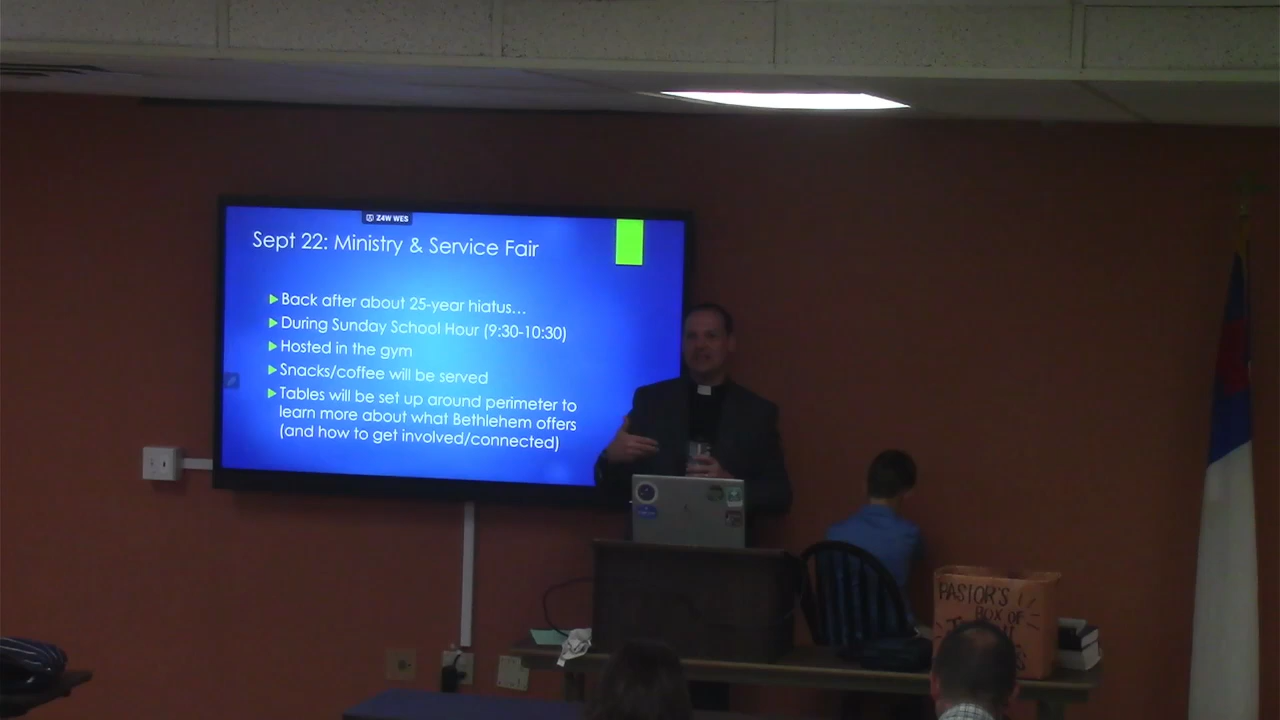 Z4W WES
Sept 22: Ministry & Service Fair
Back after about 25-year hiatus...
During Sunday School Hour (9:30-10:30)
Hosted in the gym
Snacks/coffee will be served
Tables will be set up around perimeter to
learn more about what Bethlehem offers
(and how to get involved/connected)
PASTOR'S
BOX OF